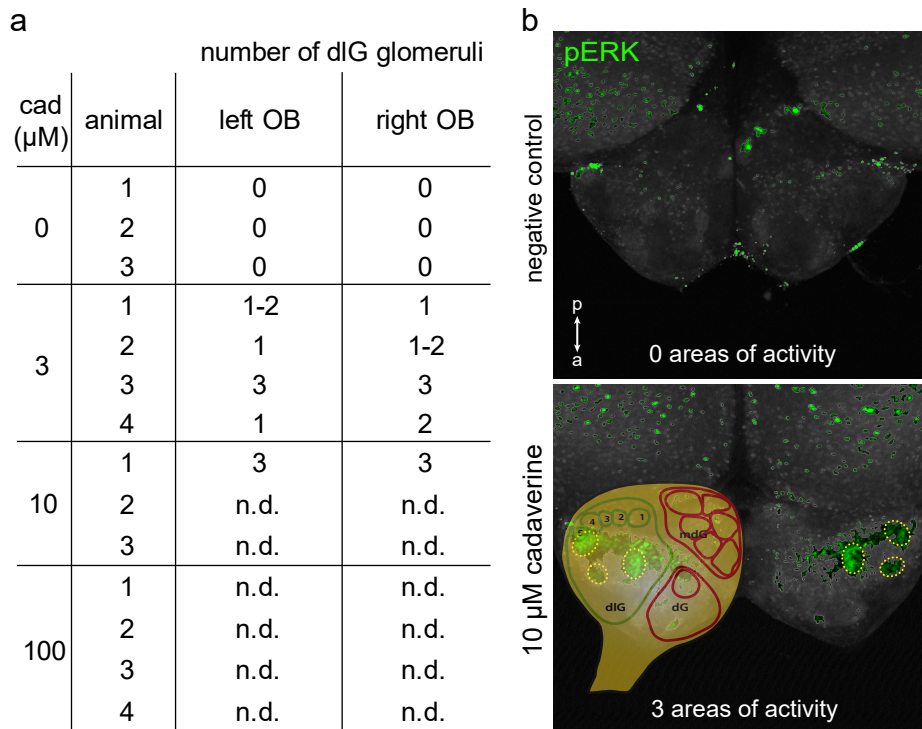 a
number of dlG glomeruli
cad (µM) animal left OB right OB
0
1 0 0
2 0 0
3 0 0
3
1 1-2 1
2 1 1-2
3 3 3
4 1 2
10
1 3 3
2 n.d. n.d.
3 n.d. n.d.
100
1 n.d. n.d.
2 n.d. n.d.
3 n.d. n.d.
4 n.d. n.d.
b
negative control
pERK
p
a
0 areas of activity
10 µM cadaverine
5 4 3 2 1
mdG
dlG
dG
3 areas of activity